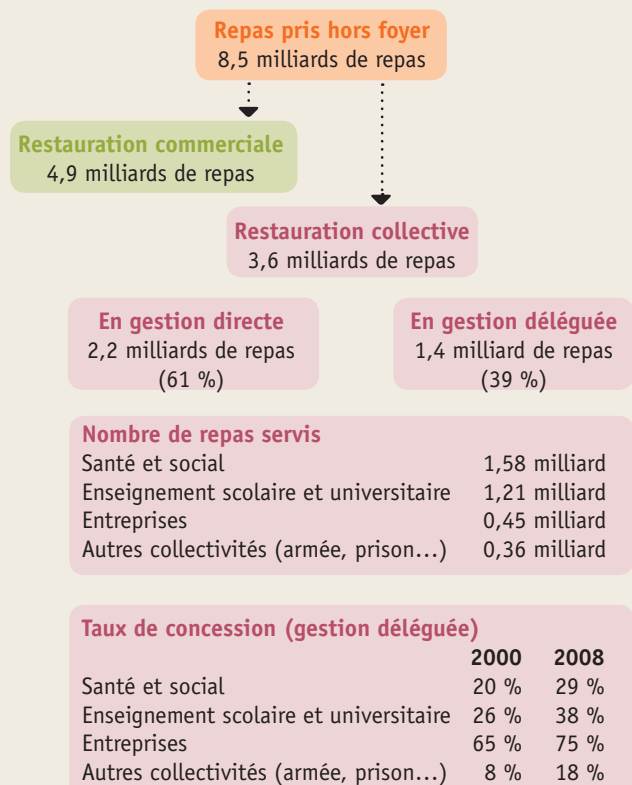 Repas pris hors foyer
8,5 milliards de repas
Restauration commerciale
4,9 milliards de repas
Restauration collective
3,6 milliards de repas
En gestion directe
2,2 milliards de repas
(61 %)
En gestion déléguée
1,4 milliard de repas
(39 %)
Nombre de repas servis
Santé et social 1,58 milliard
Enseignement scolaire et universitaire 1,21 milliard
Entreprises 0,45 milliard
Autres collectivités (armée, prison...) 0,36 milliard
Taux de concession (gestion déléguée)
2000 2008
Santé et social 20 % 29 %
Enseignement scolaire et universitaire 26 % 38 %
Entreprises 65 % 75 %
Autres collectivités (armée, prison...) 8 % 18 %